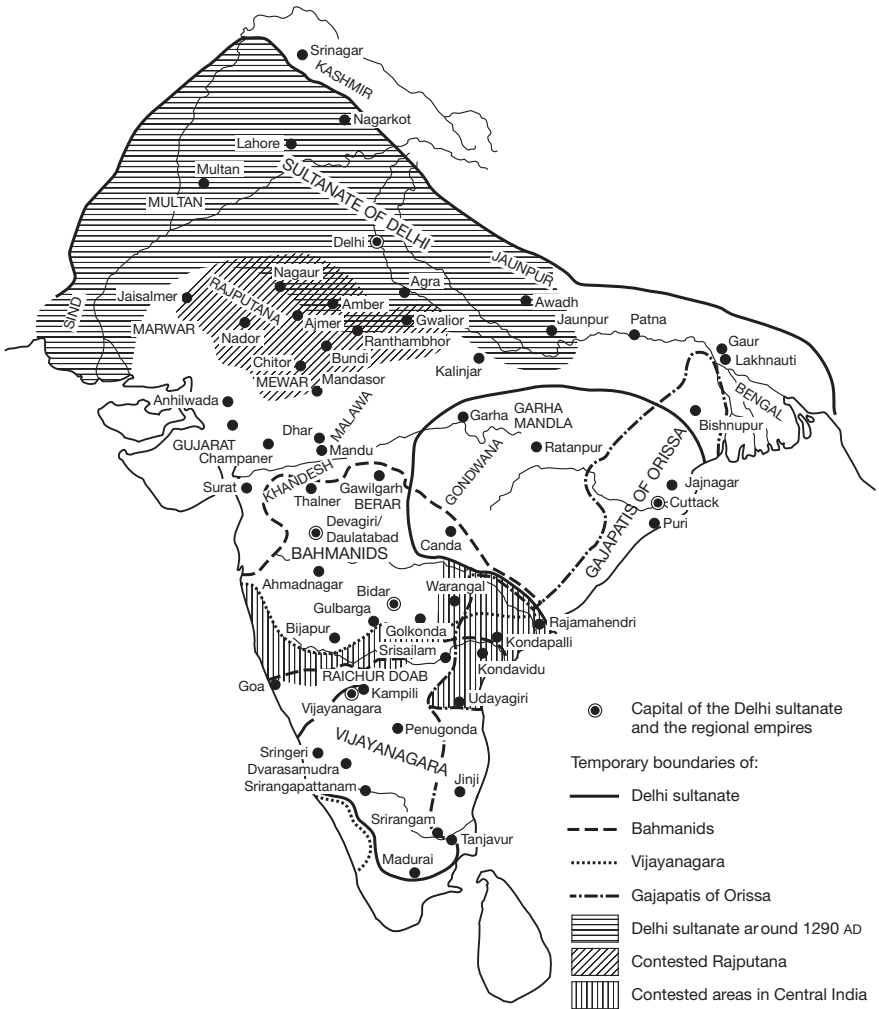 Srinagar
KASHMIR
Nagarkot
Lahore
Multan
MULTAN
SULTANATE OF DELHI
Delhi
JAUNPUR
Nagaur
Agra
RAJPUTANA
Jaisalmer
Amber
Awadh
SIND
MARWAR
Nador
Ajmer
Gwalior
Jaunpur
Patna
Ranthambhor
Gaur
Bundi
Lakhnauti
Chitor
Kalinjar
MEWAR
Mandasor
BENGAL
Anhilwada
MALAWA
Garha
GARHA
MANDLA
Bishnupur
Dhar
GUJARAT
Champaner
Mandu
Ratanpur
GONDWANA
KHANDESH
Surat
Thalner
Gawilgarh
BERAR
Jajnagar
Cuttack
GAJAPATIS OF ORISSA
Puri
Devagiri/
Daulatabad
BAHMANIDS
Canda
Ahmadnagar
Warangal
Bidar
Gulbarga
Rajamahendri
Bijapur
Golkonda
Kondapalli
Srisailam
Kondavidu
RAICHUR DOAB
Goa
Kampili
Udayagiri
Vijayanagara
Penugonda
VIJAYANAGARA
Sringeri
Dvarasamudra
Srirangapattanam
Jinji
Srirangam
Tanjavur
Madurai
Capital of the Delhi sultanate
and the regional empires
Temporary boundaries of:
Delhi sultanate
Bahmanids
Vijayanagara
Gajapatis of Orissa
Delhi sultanate around 1290 AD
Contested Rajputana
Contested areas in Central India